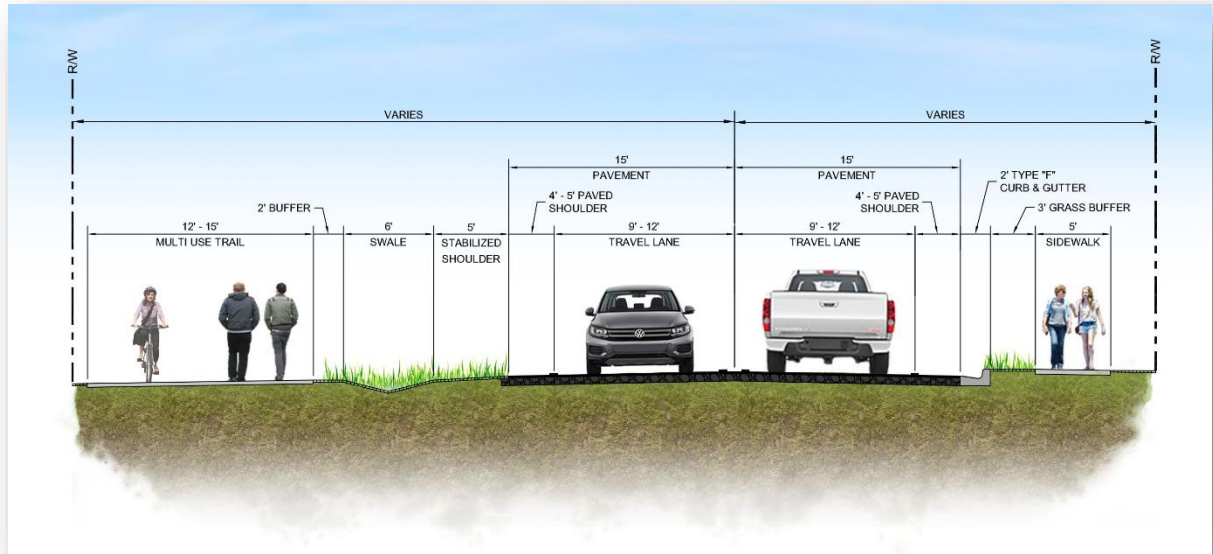 R/W
R/W
VARIES
VARIES
15'
PAVEMENT
15'
PAVEMENT
2' TYPE "F"
CURB & GUTTER
4' - 5' PAVED
SHOULDER
4' - 5' PAVED
SHOULDER
2' BUFFER
3' GRASS BUFFER
12' - 15'
MULTI USE TRAIL
6'
SWALE
5'
STABILIZED
SHOULDER
9' - 12'
TRAVEL LANE
9' - 12'
TRAVEL LANE
5'
SIDEWALK